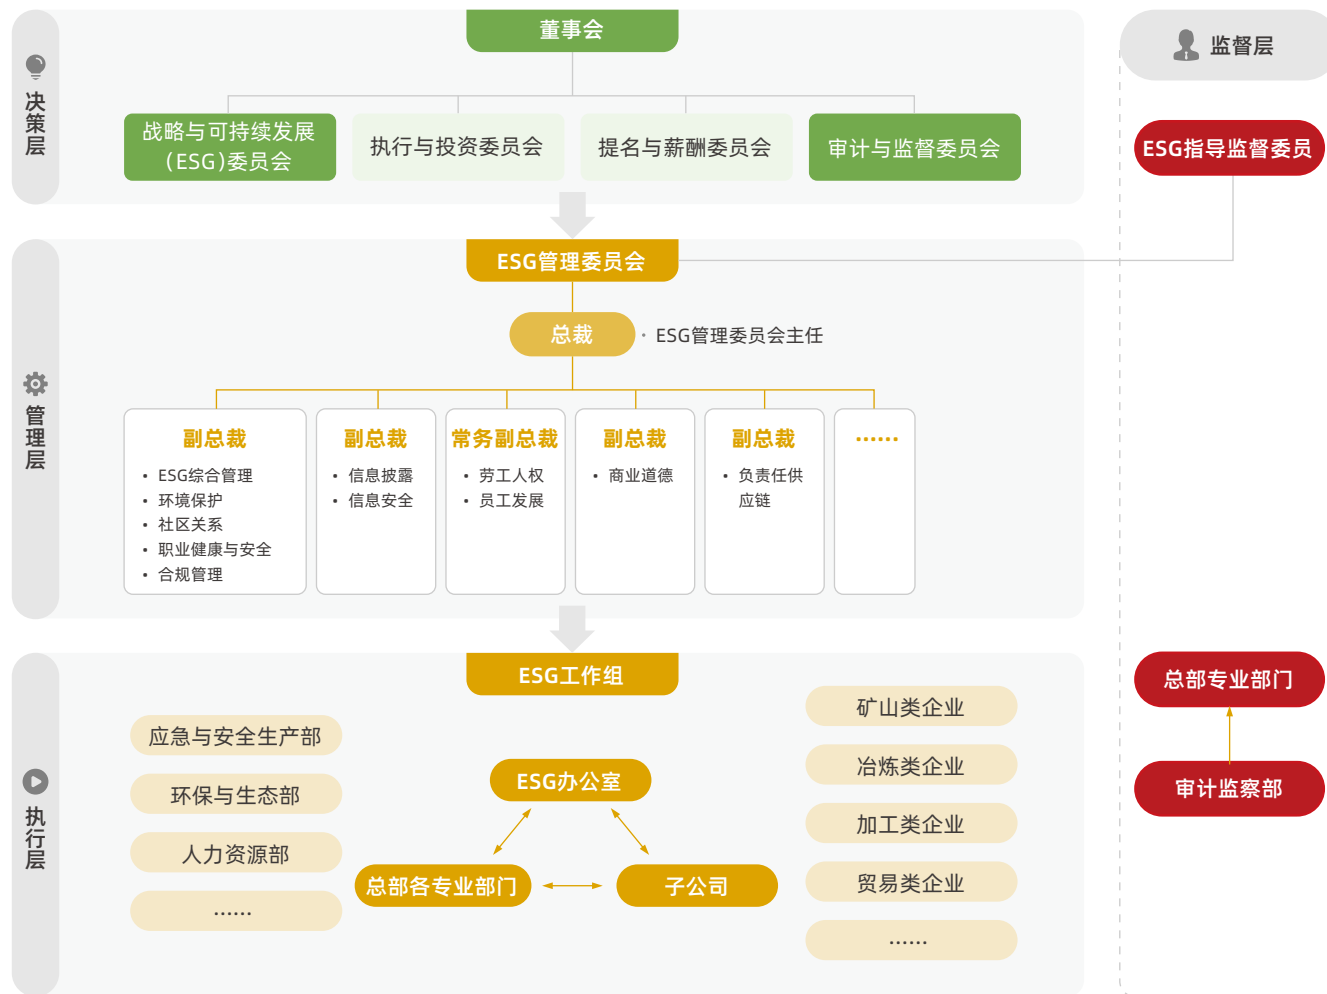 决策层
董事会
战略与可持续发展
（ESG）委员会
执行与投资委员会
提名与薪酬委员会
审计与监督委员会
监督层
ESG指导监督委员
管理层
ESG管理委员会
总裁
· ESG管理委员会主任
副总裁
• ESG综合管理
• 环境保护
• 社区关系
• 职业健康与安全
• 合规管理
副总裁
• 信息披露
• 信息安全
常务副总裁
• 劳工人权
• 员工发展
副总裁
• 商业道德
副总裁
• 负责任供
应链
……
执行层
ESG工作组
应急与安全生产部
环保与生态部
人力资源部
……
ESG办公室
总部各专业部门
子公司
矿山类企业
冶炼类企业
加工类企业
贸易类企业
……
总部专业部门
审计监察部